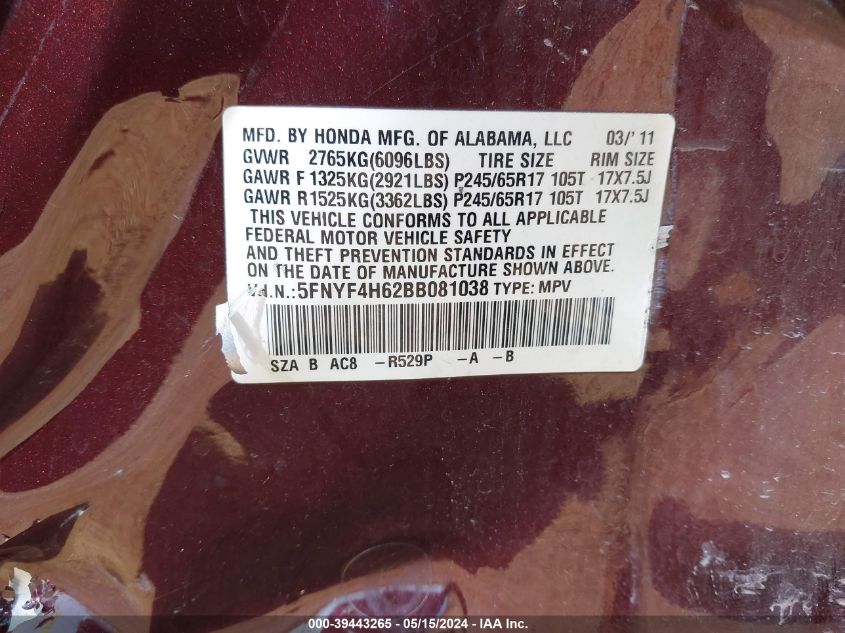 MFD. BY HONDA MFG. OF ALABAMA, LLC 03/'11
GVWR 2765KG(6096LBS) TIRE SIZE RIM SIZE
GAWR F 1325KG(2921LBS) P245/65R17 105T 17X7.5J
GAWR R1525KG(3362LBS) P245/65R17 105T 17X7.5J
THIS VEHICLE CONFORMS TO ALL APPLICABLE
FEDERAL MOTOR VEHICLE SAFETY
AND THEFT PREVENTION STANDARDS IN EFFECT
ON THE DATE OF MANUFACTURE SHOWN ABOVE.
V.I.N.:5FNYF4H62BB081038 TYPE: MPV
SZA B AC8 -R529P -A -B
000-39443265 - 05/15/2024 - IAA Inc.